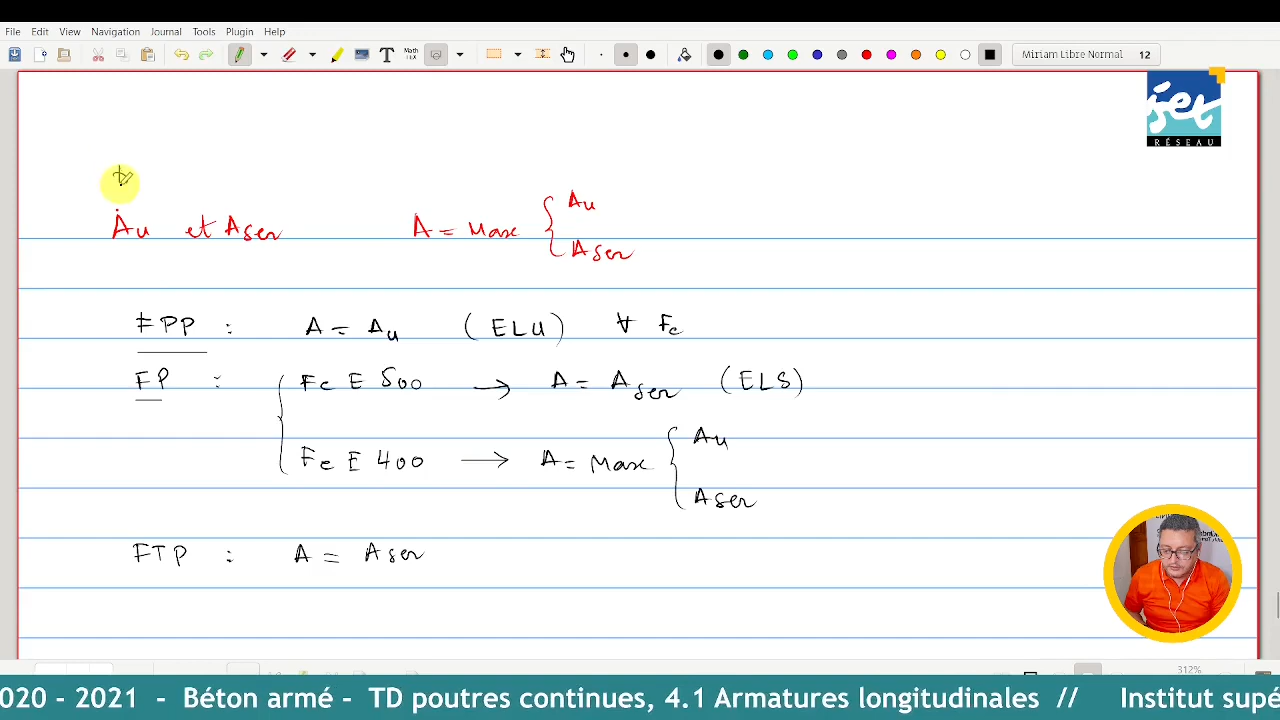 File Edit View Navigation Journal Tools Plugin Help
Miriam Libre Normal 12
RÉSEAU
Au et Aser A = Max { Au
Aser
FPP : A = Au (ELU) ∀ Fe
FP : { Fe E 500 → A = Aser (ELS)
Fe E 400 → A = Max { Au
Aser
FTP : A = Aser
312%
020 - 2021 - Béton armé - TD poutres continues, 4.1 Armatures longitudinales // Institut supé